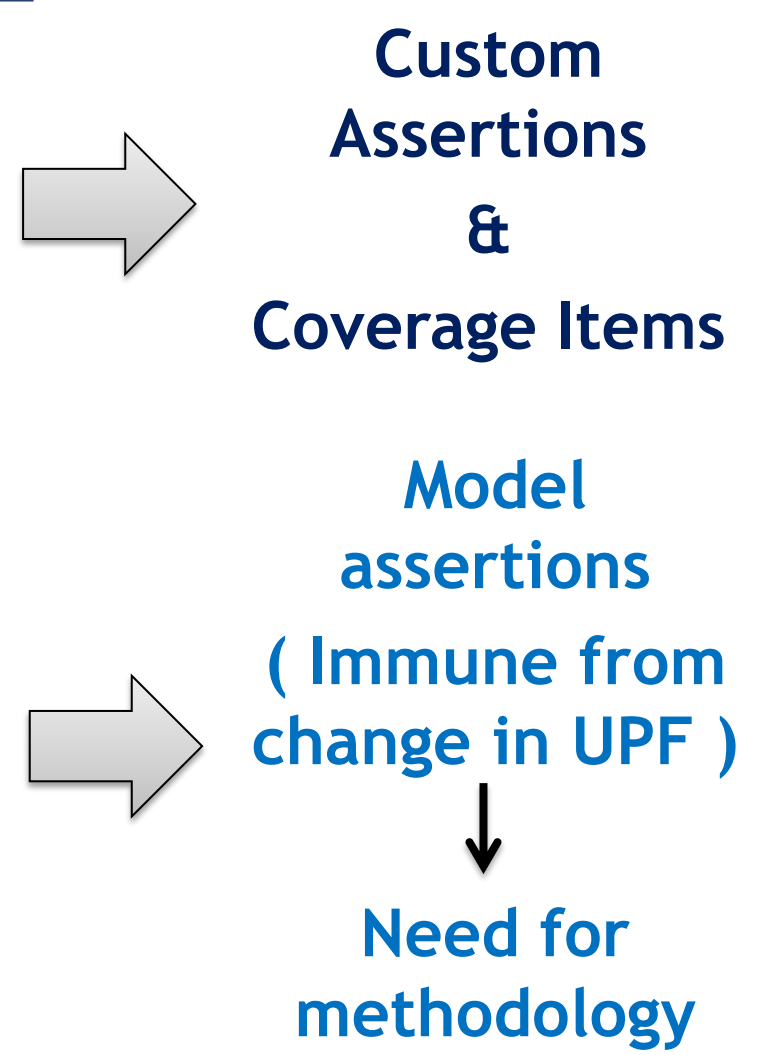 Custom
Assertions
&
Coverage Items
Model
assertions
( Immune from
change in UPF )
Need for
methodology